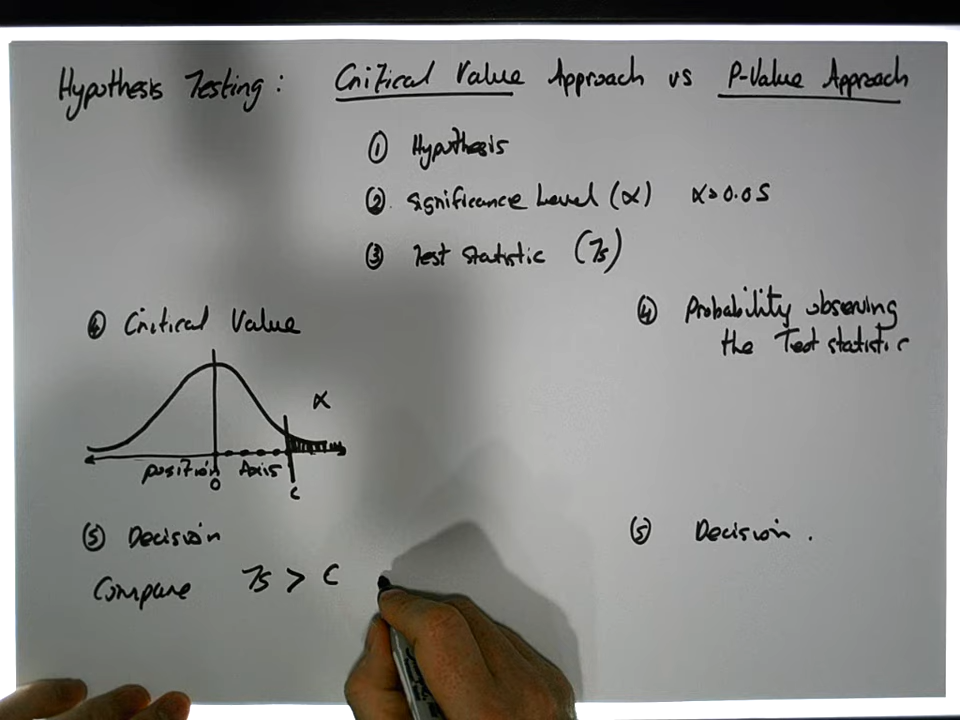 Hypothesis Testing: Critical Value Approach vs P-Value Approach
① Hypothesis
② Significance Level (α) α = 0.05
③ Test Statistic (Ts)
④ Critical Value
α
position Axis
0
C
⑤ Decision
Compare Ts > C
④ Probability observing
the Test statistic
⑤ Decision.